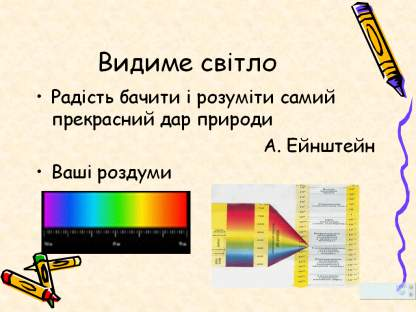 Видиме світло
• Радість бачити і розуміти самий
прекрасний дар природи
А. Ейнштейн
• Ваші роздуми